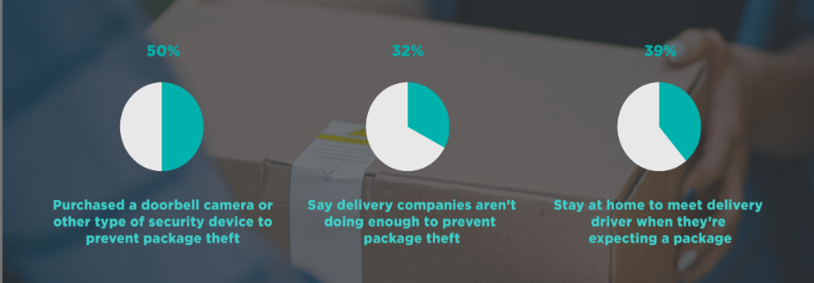 50%
32%
39%
Purchased a doorbell camera or
other type of security device to
prevent package theft
Say delivery companies aren't
doing enough to prevent
package theft
Stay at home to meet delivery
driver when they're
expecting a package